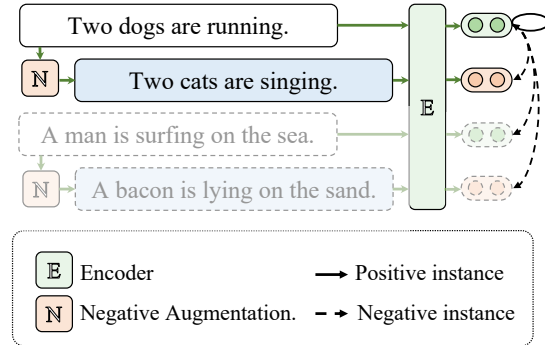 Two dogs are running.
ℕ Two cats are singing.
𝔼
A man is surfing on the sea.
ℕ A bacon is lying on the sand.
𝔼 Encoder
Positive instance
ℕ Negative Augmentation.
Negative instance